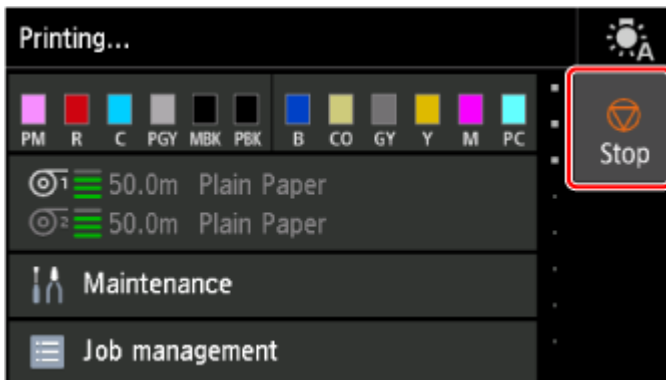 Printing...
A
PM R C PGY MBK PBK B CO GY Y M PC
Stop
1 50.0m Plain Paper
2 50.0m Plain Paper
Maintenance
Job management